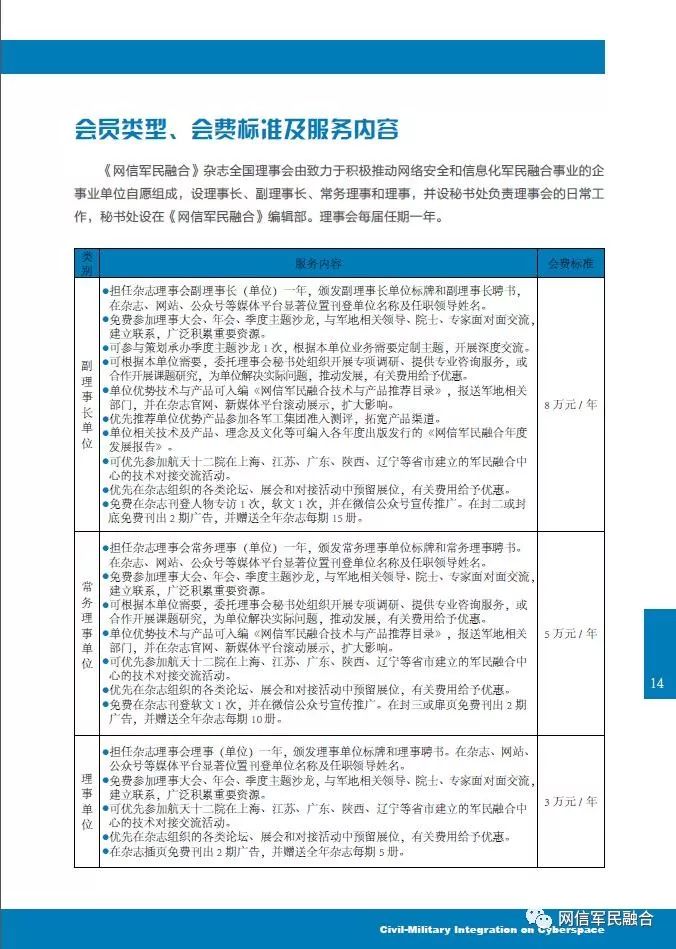 会员类型、会费标准及服务内容
《网信军民融合》杂志全国理事会由致力于积极推动网络安全和信息化军民融合事业的企
事业单位自愿组成，设理事长、副理事长、常务理事和理事，并设秘书处负责理事会的日常工
作，秘书处设在《网信军民融合》编辑部。理事会每届任期一年。
类别
服务内容
会费标准
副理事长单位
●担任杂志理事会副理事长（单位）一年，颁发副理事长单位标牌和副理事长聘书，
在杂志、网站、公众号等媒体平台显著位置刊登单位名称及任职领导姓名。
●免费参加理事大会、年会、季度主题沙龙，与军地相关领导、院士、专家面对面交流，
建立联系，广泛积累重要资源。
●可参与策划承办季度主题沙龙1次，根据本单位业务需要定制主题，开展深度交流。
●可根据本单位需要，委托理事会秘书处组织开展专项调研、提供专业咨询服务，或
合作开展课题研究，为单位解决实际问题，推动发展，有关费用给予优惠。
●单位优势技术与产品可入编《网信军民融合技术与产品推荐目录》，报送军地相关
部门，并在杂志官网、新媒体平台滚动展示，扩大影响。
●优先推荐单位优势产品参加各军工集团准入测评，拓宽产品渠道。
●单位相关技术及产品、理念及文化等可编入各年度出版发行的《网信军民融合年度
发展报告》。
●可优先参加航天十二院在上海、江苏、广东、陕西、辽宁等省市建立的军民融合中
心的技术对接交流活动。
●优先在杂志组织的各类论坛、展会和对接活动中预留展位，有关费用给予优惠。
●免费在杂志刊登人物专访1次，软文1次，并在微信公众号宣传推广。在封二或封
底免费刊出2期广告，并赠送全年杂志每期15册。
8万元/年
常务理事单位
●担任杂志理事会常务理事（单位）一年，颁发常务理事单位标牌和常务理事聘书。
在杂志、网站、公众号等媒体平台显著位置刊登单位名称及任职领导姓名。
●免费参加理事大会、年会、季度主题沙龙，与军地相关领导、院士、专家面对面交流，
建立联系，广泛积累重要资源。
●可根据本单位需要，委托理事会秘书处组织开展专项调研、提供专业咨询服务，或
合作开展课题研究，为单位解决实际问题，推动发展，有关费用给予优惠。
●单位优势技术与产品可入编《网信军民融合技术与产品推荐目录》，报送军地相关
部门，并在杂志官网、新媒体平台滚动展示，扩大影响。
●可优先参加航天十二院在上海、江苏、广东、陕西、辽宁等省市建立的军民融合中
心的技术对接交流活动。
●优先在杂志组织的各类论坛、展会和对接活动中预留展位，有关费用给予优惠。
●免费在杂志刊登软文1次，并在微信公众号宣传推广。在封三或扉页免费刊出2期
广告，并赠送全年杂志每期10册。
5万元/年
理事单位
●担任杂志理事会理事（单位）一年，颁发理事单位标牌和理事聘书。在杂志、网站、
公众号等媒体平台显著位置刊登单位名称及任职领导姓名。
●免费参加理事大会、年会、季度主题沙龙，与军地相关领导、院士、专家面对面交流，
建立联系，广泛积累重要资源。
●可优先参加航天十二院在上海、江苏、广东、陕西、辽宁等省市建立的军民融合中
心的技术对接交流活动。
●优先在杂志组织的各类论坛、展会和对接活动中预留展位，有关费用给予优惠。
●在杂志插页免费刊出2期广告，并赠送全年杂志每期5册。
3万元/年
14
网信军民融合
Civil-Military Integration on Cyberspace